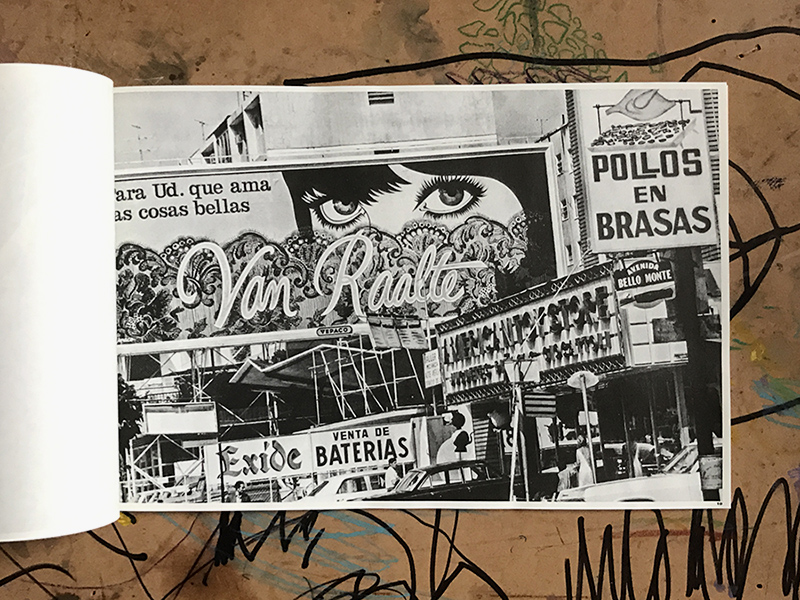 ara Ud. que ama
as cosas bellas
Van Raalte
VEPACO
POLLOS
EN
BRASAS
AVENIDA
BELLO MONTE
Exide
VENTA DE
BATERIAS